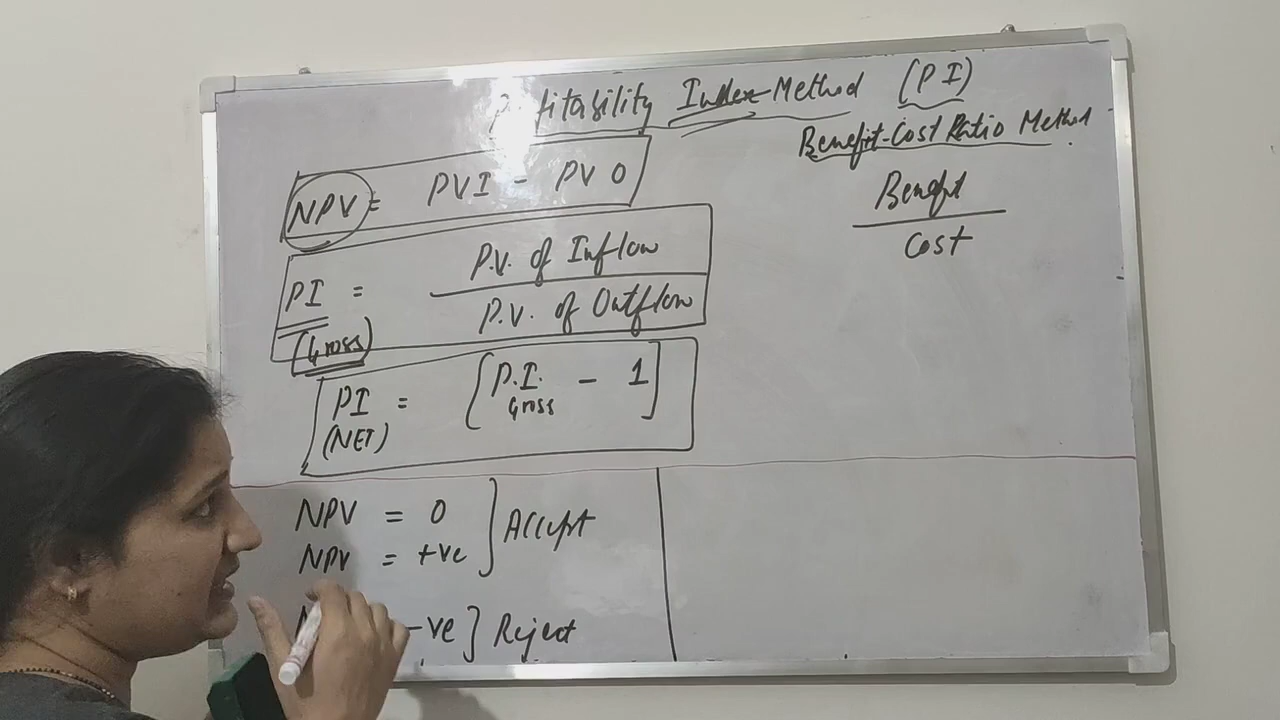 Profitability Index Method (PI)
Benefit-Cost Ratio Method
Benefit
Cost
NPV = PVI - PV O
PI (Gross) = P.V. of Inflow
P.V. of Outflow
PI (NET) = [P.I. Gross - 1]
NPV = 0
NPV = +ve
Accept
-ve
Reject